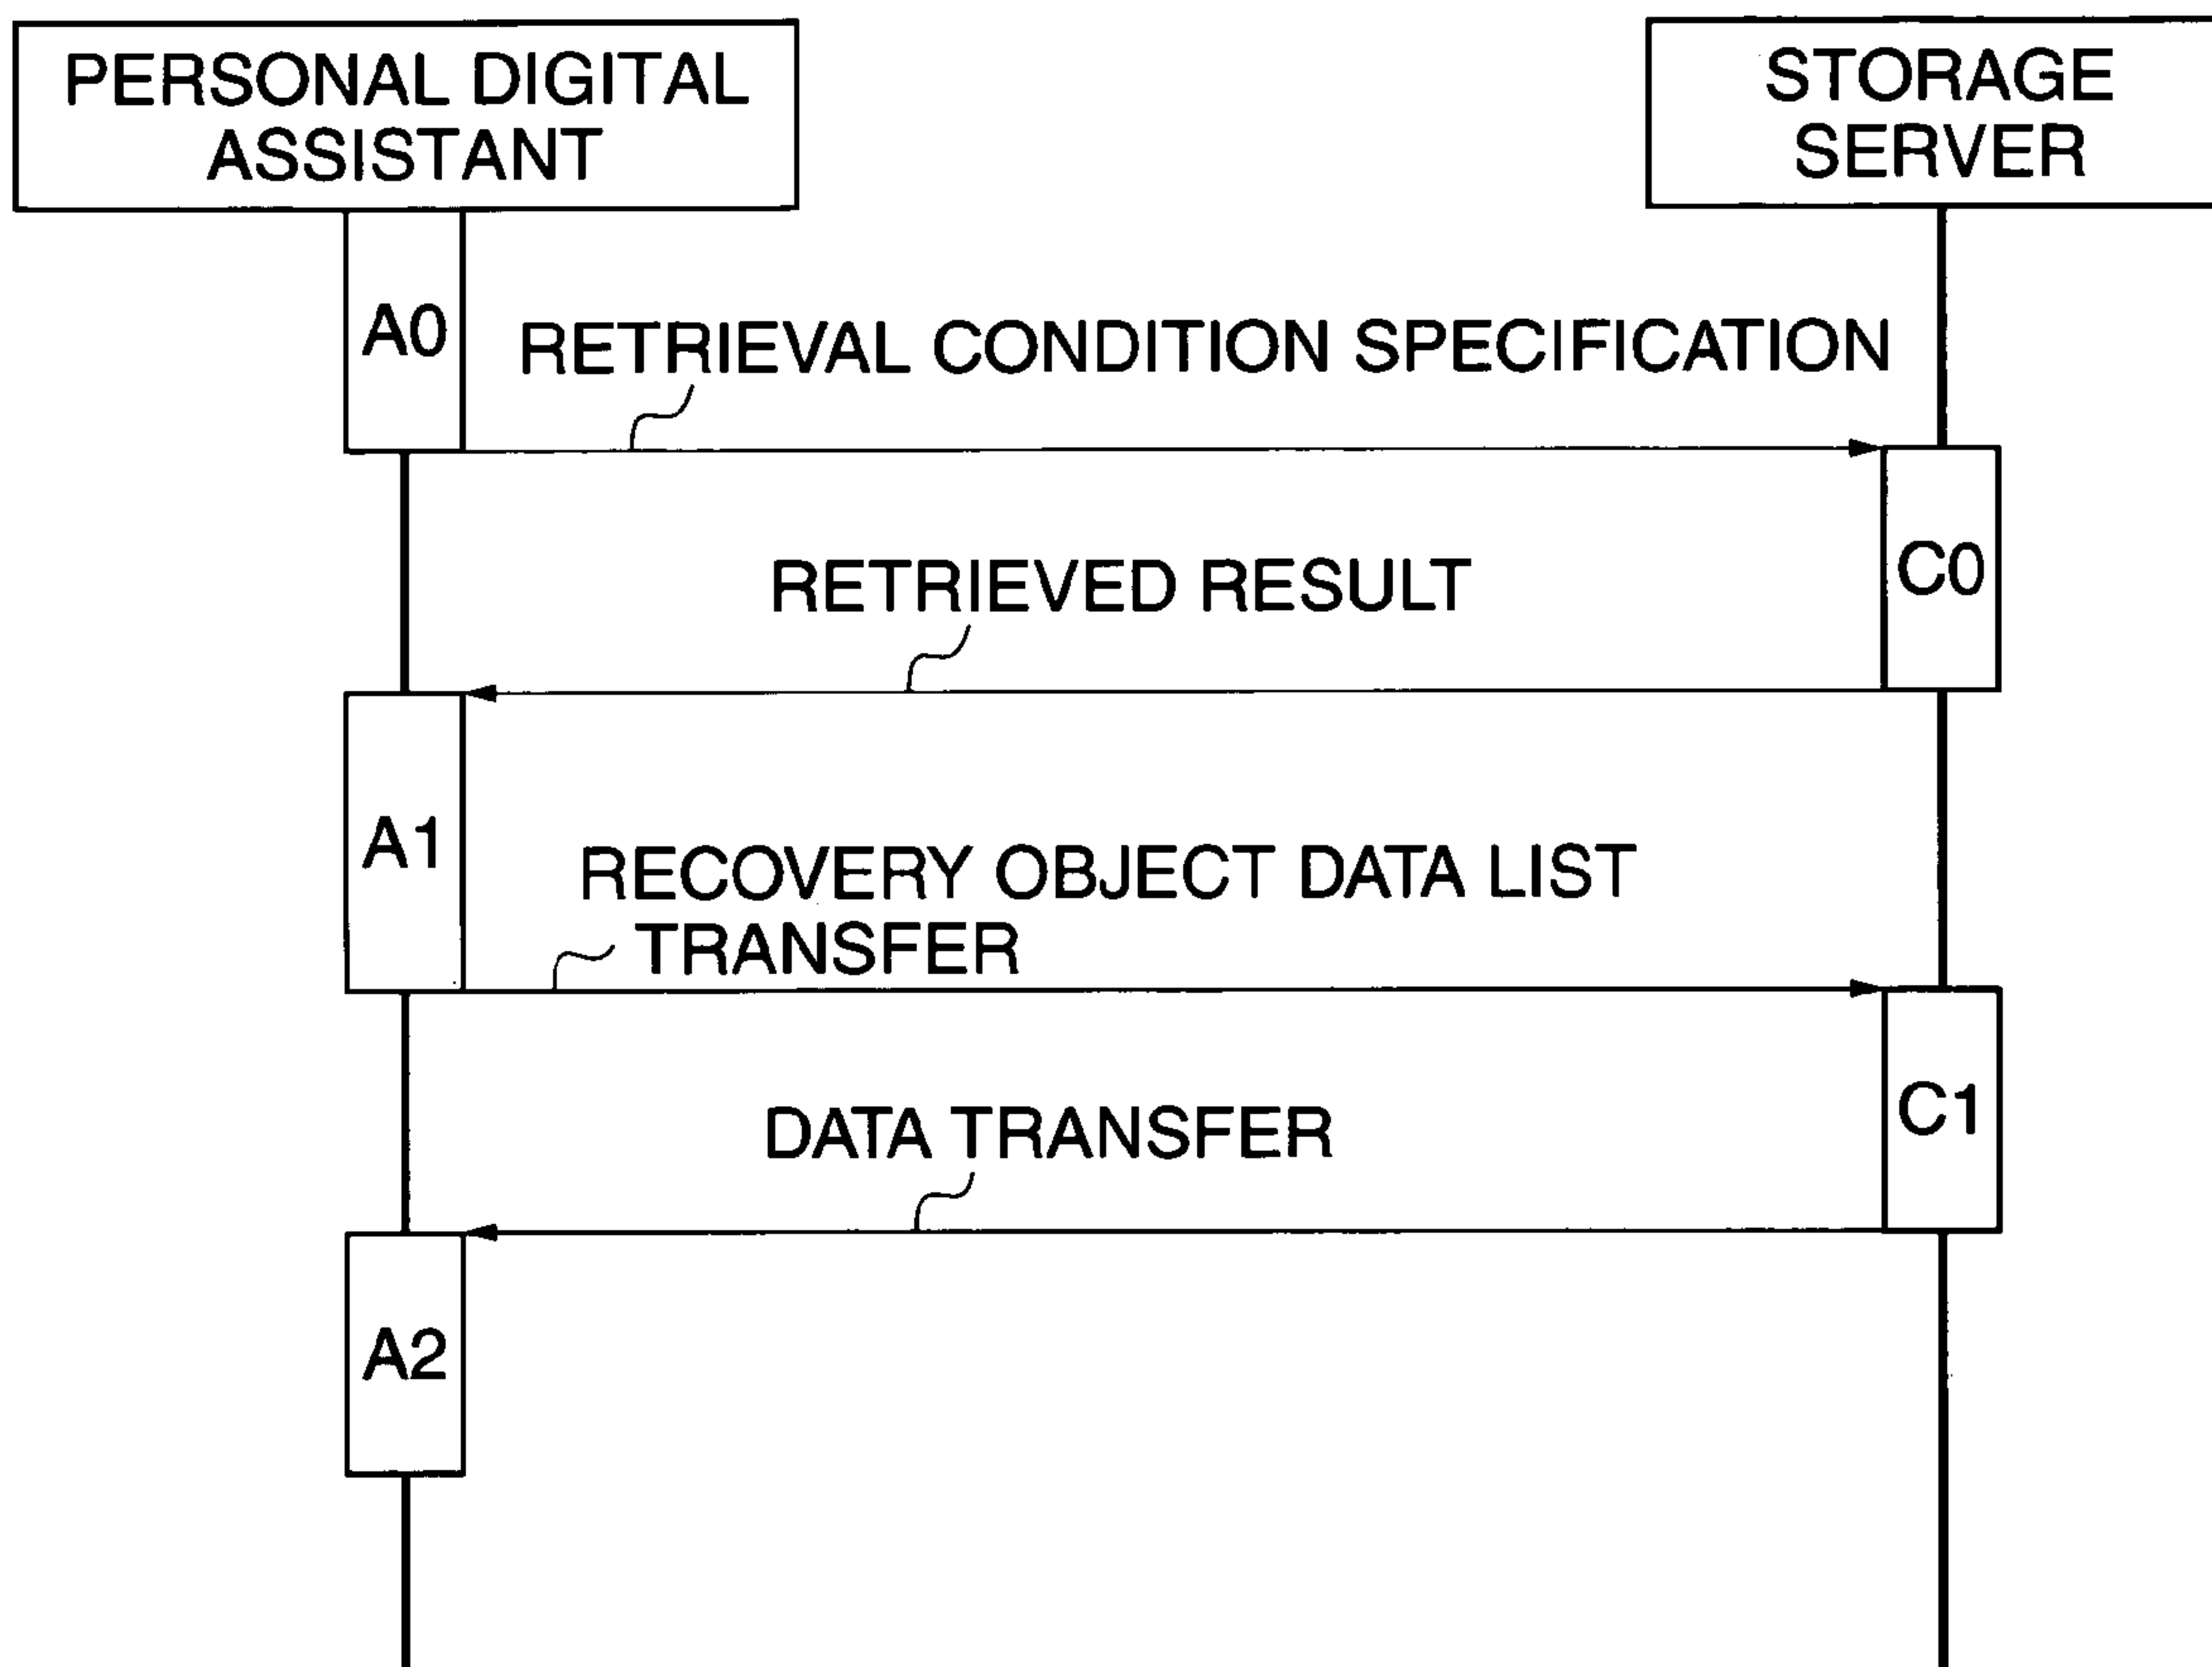 PERSONAL DIGITAL
ASSISTANT
STORAGE
SERVER
A0
RETRIEVAL CONDITION SPECIFICATION
C0
RETRIEVED RESULT
A1
RECOVERY OBJECT DATA LIST
TRANSFER
C1
DATA TRANSFER
A2